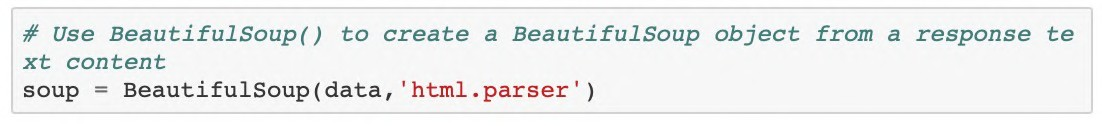 # Use BeautifulSoup() to create a BeautifulSoup object from a response te
xt content
soup = BeautifulSoup(data,'html.parser')